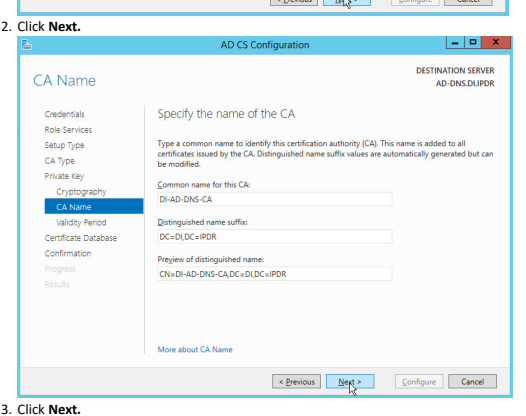 < Previous Next > Configure Cancel
2. Click Next.
AD CS Configuration
CA Name
DESTINATION SERVER
AD-DNS.DI.IPDR
Credentials
Role Services
Setup Type
CA Type
Private Key
Cryptography
CA Name
Validity Period
Certificate Database
Confirmation
Progress
Results
Specify the name of the CA
Type a common name to identify this certification authority (CA). This name is added to all
certificates issued by the CA. Distinguished name suffix values are automatically generated but can
be modified.
Common name for this CA:
DI-AD-DNS-CA
Distinguished name suffix:
DC=DI,DC=IPDR
Preview of distinguished name:
CN=DI-AD-DNS-CA,DC=DI,DC=IPDR
More about CA Name
< Previous Next > Configure Cancel
3. Click Next.